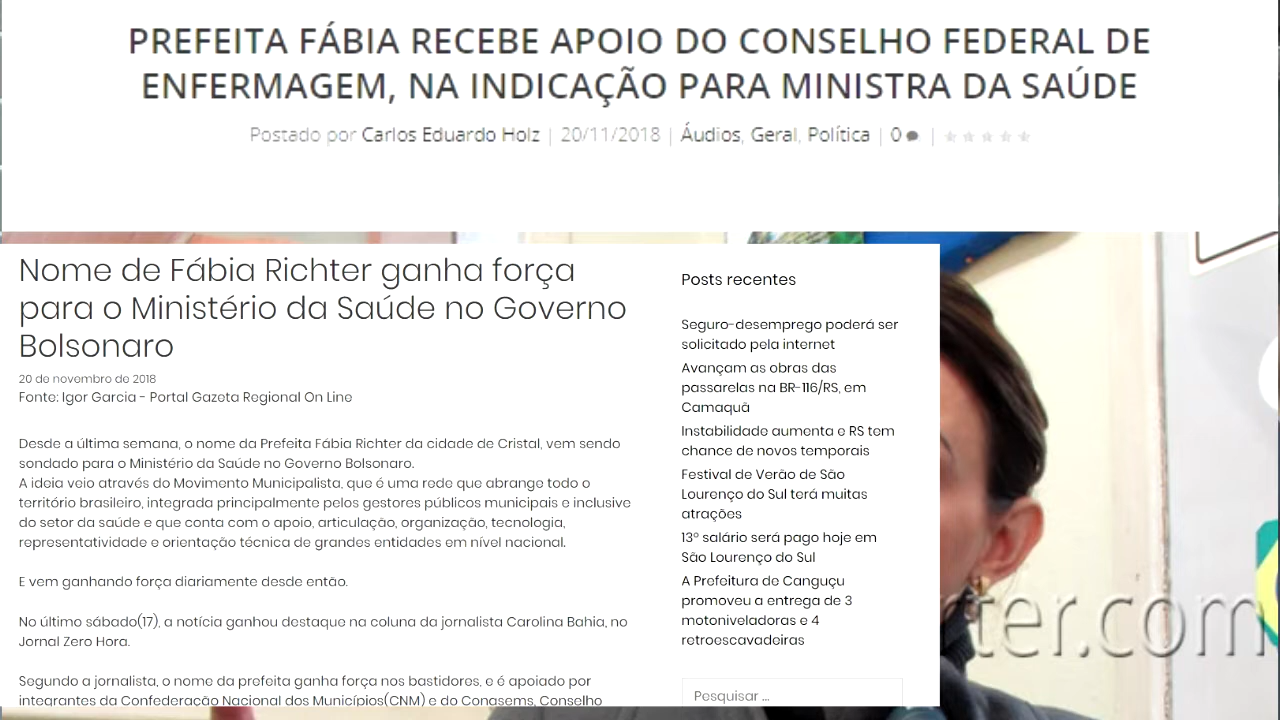 PREFEITA FÁBIA RECEBE APOIO DO CONSELHO FEDERAL DE
ENFERMAGEM, NA INDICAÇÃO PARA MINISTRA DA SAÚDE
Postado por Carlos Eduardo Holz | 20/11/2018 | Áudios, Geral, Política | 0 |
Nome de Fábia Richter ganha força
para o Ministério da Saúde no Governo
Bolsonaro
20 de novembro de 2018
Fonte: Igor Garcia - Portal Gazeta Regional On Line
Desde a última semana, o nome da Prefeita Fábia Richter da cidade de Cristal, vem sendo
sondado para o Ministério da Saúde no Governo Bolsonaro.
A ideia veio através do Movimento Municipalista, que é uma rede que abrange todo o
território brasileiro, integrada principalmente pelos gestores públicos municipais e inclusive
do setor da saúde e que conta com o apoio, articulação, organização, tecnologia,
representatividade e orientação técnica de grandes entidades em nível nacional.
E vem ganhando força diariamente desde então.
No último sábado(17), a notícia ganhou destaque na coluna da jornalista Carolina Bahia, no
Jornal Zero Hora.
Segundo a jornalista, o nome da prefeita ganha força nos bastidores, e é apoiado por
integrantes da Confederação Nacional dos Municípios(CNM) e do Conasems, Conselho
Posts recentes
Seguro-desemprego poderá ser
solicitado pela internet
Avançam as obras das
passarelas na BR-116/RS, em
Camaquã
Instabilidade aumenta e RS tem
chance de novos temporais
Festival de Verão de São
Lourenço do Sul terá muitas
atrações
13º salário será pago hoje em
São Lourenço do Sul
A Prefeitura de Canguçu
promoveu a entrega de 3
motoniveladoras e 4
retroescavadeiras
Pesquisar ...
ter.com